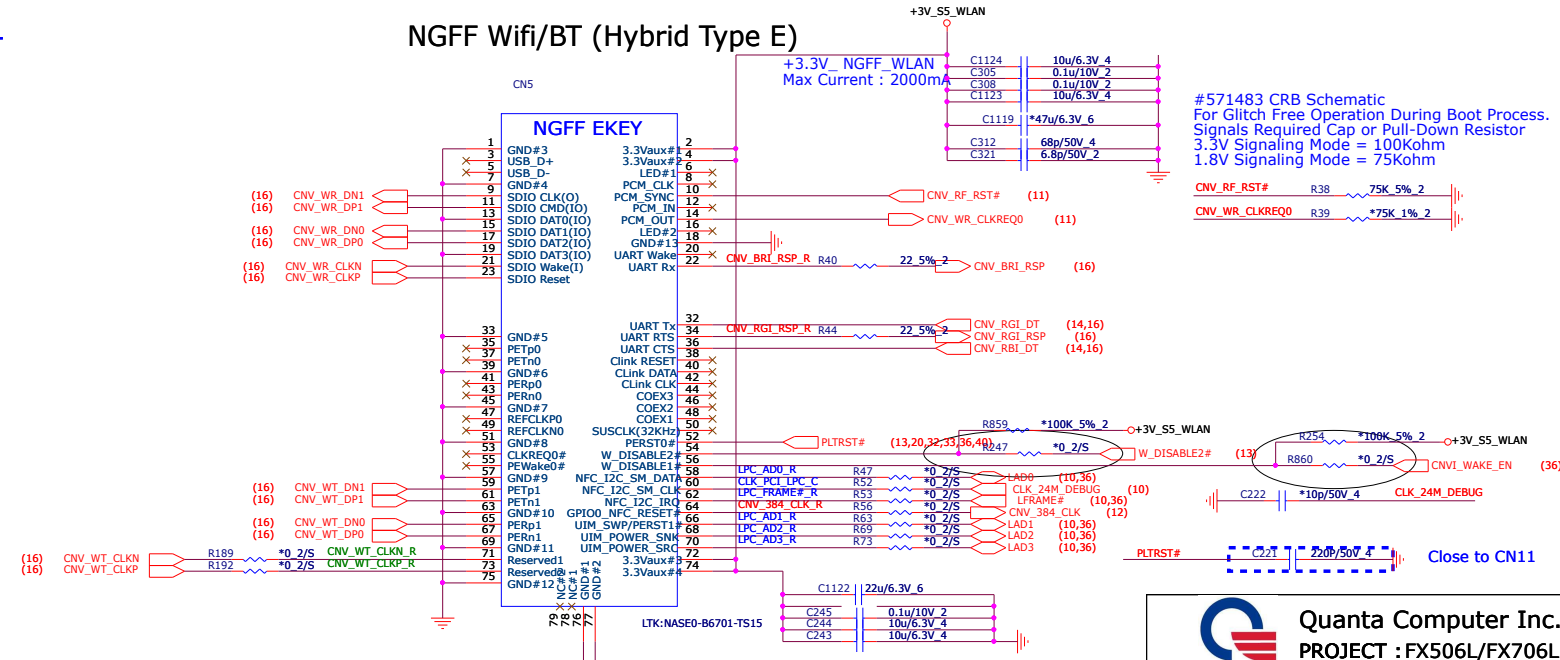 +3V_S5_WLAN
NGFF Wifi/BT (Hybrid Type E)
+3.3V_ NGFF_WLAN
Max Current : 2000mA
C1124 10u/6.3V_4
C305 0.1u/10V_2
C308 0.1u/10V_2
C1123 10u/6.3V_4
C1119 *47u/6.3V_6
C312 68p/50V_4
C321 6.8p/50V_2
#571483 CRB Schematic
For Glitch Free Operation During Boot Process.
Signals Required Cap or Pull-Down Resistor
3.3V Signaling Mode = 100Kohm
1.8V Signaling Mode = 75Kohm
CNV_RF_RST# R38 75K_5%_2
CNV_WR_CLKREQ0 R39 *75K_1%_2
CN5
NGFF EKEY
1 GND#3 3.3Vaux#1 2
3 USB_D+ 3.3Vaux#2 4
5 USB_D- LED#1 6
7 GND#4 PCM_CLK 8
(16) CNV_WR_DN1 9 SDIO CLK(O) PCM_SYNC 10 CNV_RF_RST# (11)
(16) CNV_WR_DP1 11 SDIO CMD(IO) PCM_IN 12
13 SDIO DAT0(IO) PCM_OUT 14 CNV_WR_CLKREQ0 (11)
(16) CNV_WR_DN0 15 SDIO DAT1(IO) LED#2 16
(16) CNV_WR_DP0 17 SDIO DAT2(IO) GND#13 18
19 SDIO DAT3(IO) UART Wake 20
(16) CNV_WR_CLKN 21 SDIO Wake(I) UART Rx 22 CNV_BRI_RSP_R R40 22_5%_2 CNV_BRI_RSP (16)
(16) CNV_WR_CLKP 23 SDIO Reset
UART Tx 32 CNV_RGI_DT (14,16)
33 GND#5 UART RTS 34 CNV_RGI_RSP_R R44 22_5%_2 CNV_RGI_RSP (16)
35 PETp0 UART CTS 36 CNV_RBI_DT (14,16)
37 PETn0 Clink RESET 38
39 GND#6 CLink DATA 40
41 PERp0 CLink CLK 42
43 PERn0 COEX3 44
45 GND#7 COEX2 46
47 REFCLKP0 COEX1 48
49 REFCLKN0 SUSCLK(32KHz) 50
R859 *100K_5%_2 +3V_S5_WLAN
51 GND#8 PERST0# 52 PLTRST# (13,20,32,33,36,40)
53 CLKREQ0# W_DISABLE2# 54 R247 *0_2/S W_DISABLE2# (13)
55 PEWake0# W_DISABLE1# 56
R254 *100K_5%_2 +3V_S5_WLAN
R860 *0_2/S CNVI_WAKE_EN (36)
57 GND#9 NFC_I2C_SM_DATA 58 LPC_AD0_R R47 *0_2/S LAD0 (10,36)
(16) CNV_WT_DN1 59 PETp1 NFC_I2C_SM_CLK 60 CLK_PCI_LPC_C R52 *0_2/S CLK_24M_DEBUG (10)
(16) CNV_WT_DP1 61 PETn1 NFC_I2C_IRQ 62 LPC_FRAME#_R R53 *0_2/S LFRAME# (10,36)
63 GND#10 GPIO0_NFC_RESET# 64 CNV_384_CLK_R R56 *0_2/S CNV_384_CLK (12)
(16) CNV_WT_DN0 65 PERp1 UIM_SWP/PERST1# 66 LPC_AD1_R R63 *0_2/S LAD1 (10,36)
(16) CNV_WT_DP0 67 PERn1 UIM_POWER_SNK 68 LPC_AD2_R R69 *0_2/S LAD2 (10,36)
69 GND#11 UIM_POWER_SRC 70 LPC_AD3_R R73 *0_2/S LAD3 (10,36)
(16) CNV_WT_CLKN R189 *0_2/S CNV_WT_CLKN_R 71 Reserved1 3.3Vaux#3 72
(16) CNV_WT_CLKP R192 *0_2/S CNV_WT_CLKP_R 73 Reserved2 3.3Vaux#4 74
75 GND#12
NC#2 NC#1 GND#1 GND#2
79 78 76 77
C222 *10p/50V_4 CLK_24M_DEBUG
PLTRST# C221 220P/50V_4 Close to CN11
C1122 22u/6.3V_6
C245 0.1u/10V_2
C244 10u/6.3V_4
C243 10u/6.3V_4
LTK:NASE0-B6701-TS15
Quanta Computer Inc.
PROJECT : FX506L/FX706L